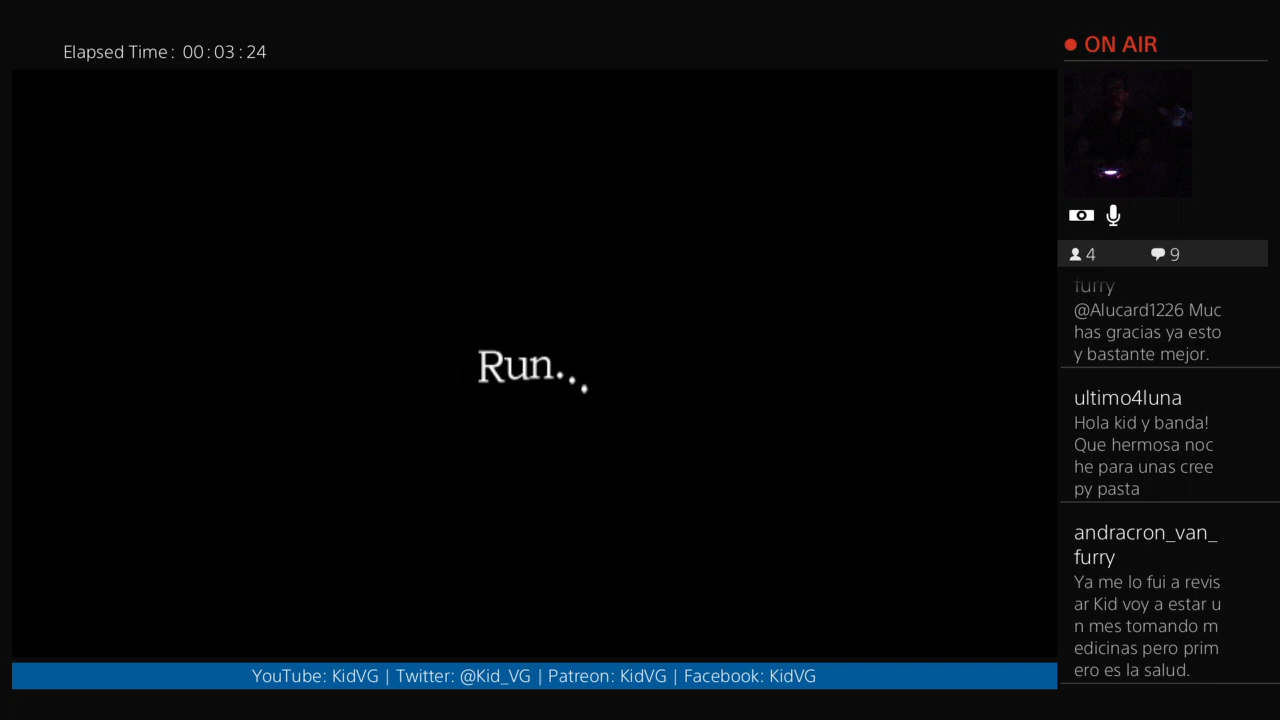 Elapsed Time: 00:03:24
ON AIR
4
9
Run...
furry
@Alucard1226 Muc
has gracias ya esto
y bastante mejor.
ultimo4luna
Hola kid y banda!
Que hermosa noc
he para unas cree
py pasta
andracron_van_
furry
Ya me lo fui a revis
ar Kid voy a estar u
n mes tomando m
edicinas pero prim
ero es la salud.
YouTube: KidVG | Twitter: @Kid_VG | Patreon: KidVG | Facebook: KidVG